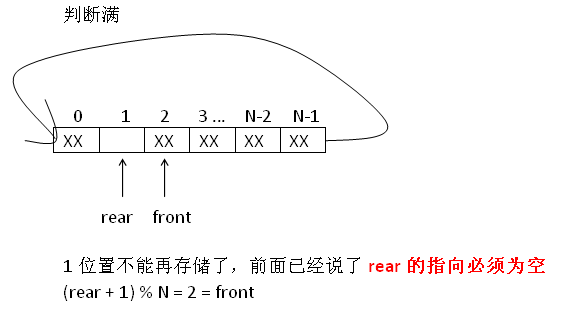 判断满
0 1 2 3 ... N-2 N-1
XX XX XX XX XX
rear front
1 位置不能再存储了，前面已经说了 rear 的指向必须为空
(rear + 1) % N = 2 = front